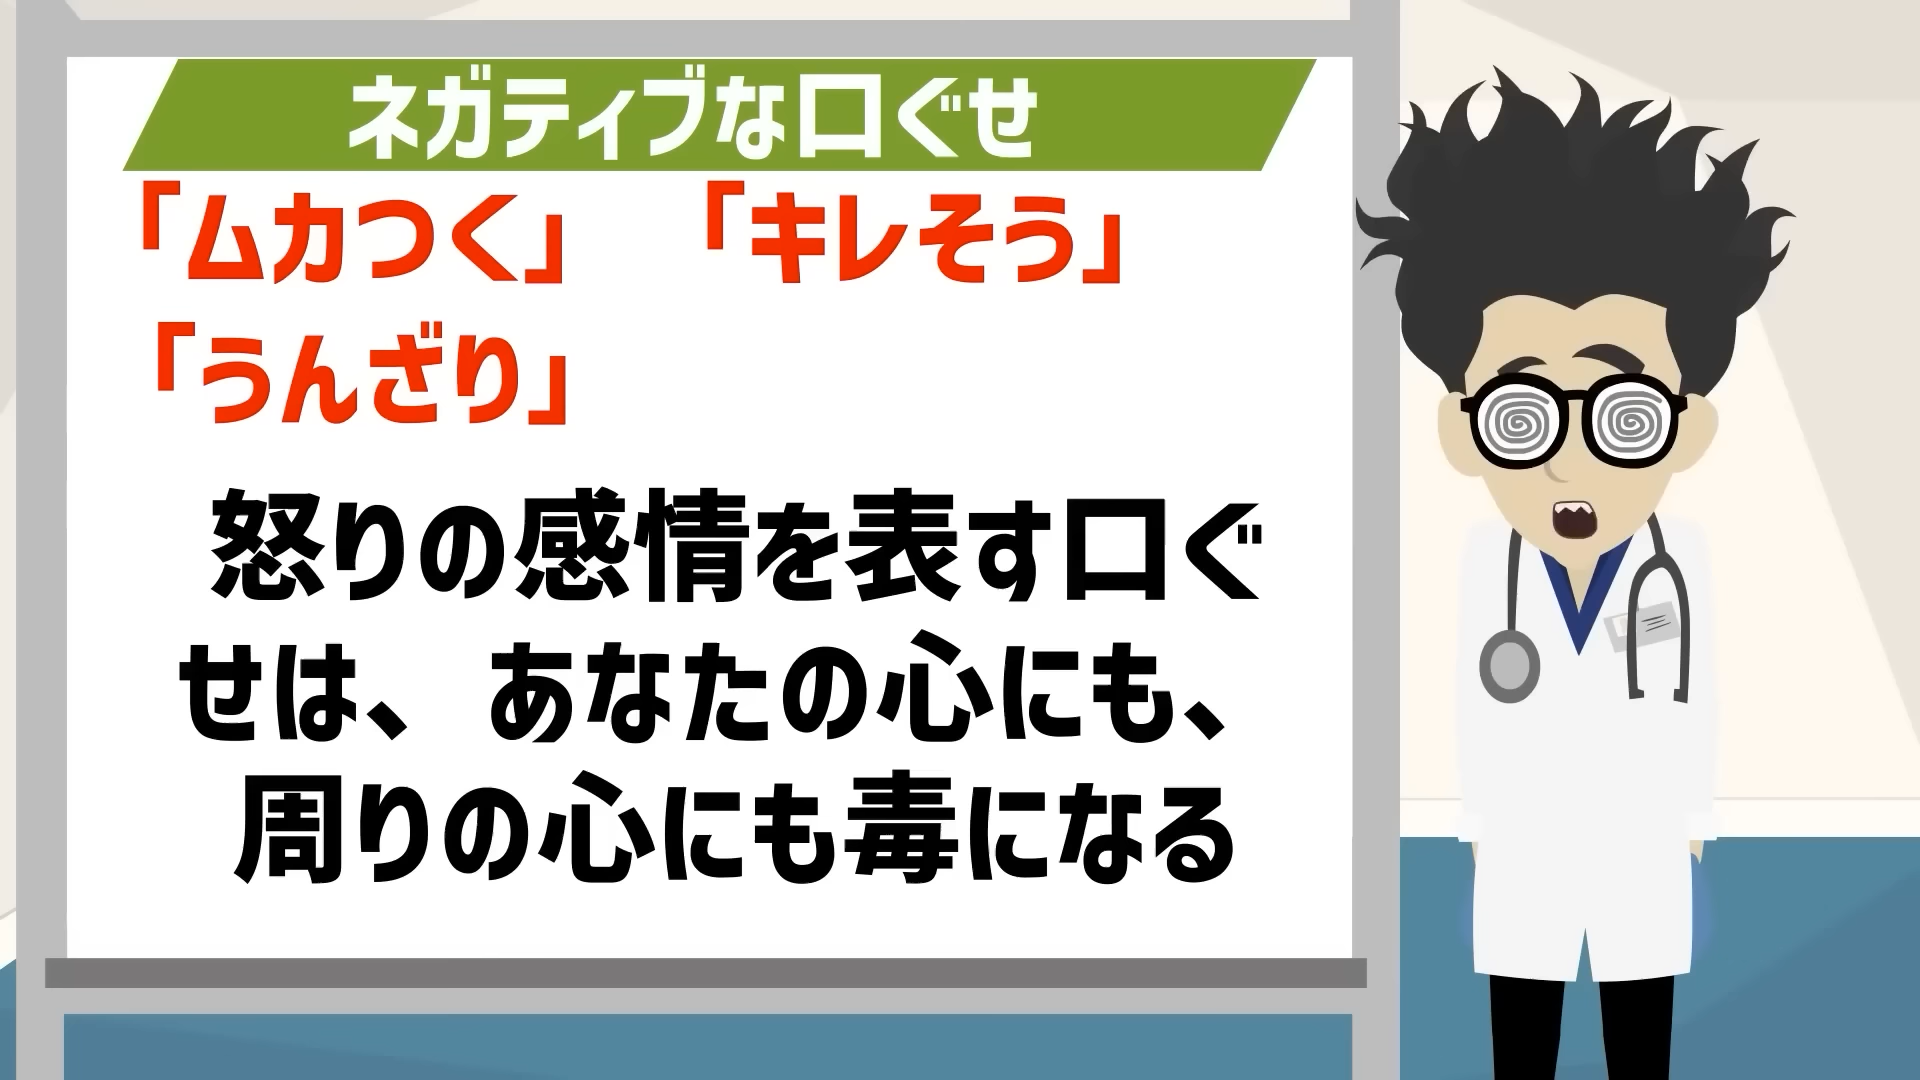 ネガティブな口ぐせ
「ムカつく」 「キレそう」
「うんざり」
怒りの感情を表す口ぐ
せは、あなたの心にも、
周りの心にも毒になる